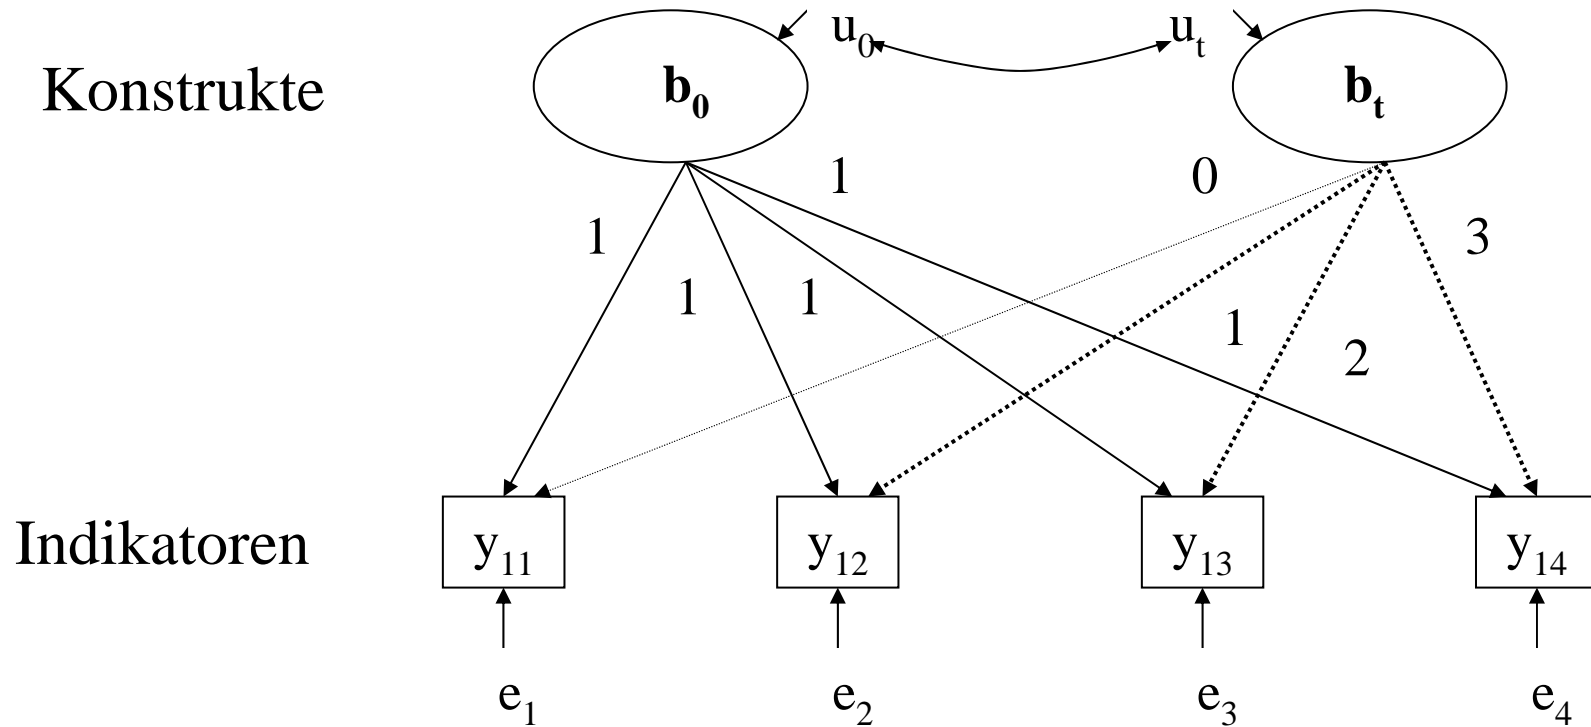 u₀ uₜ
Konstrukte b₀ bₜ
1 0
1 3
1 1
1
2
Indikatoren y₁₁ y₁₂ y₁₃ y₁₄
e₁ e₂ e₃ e₄